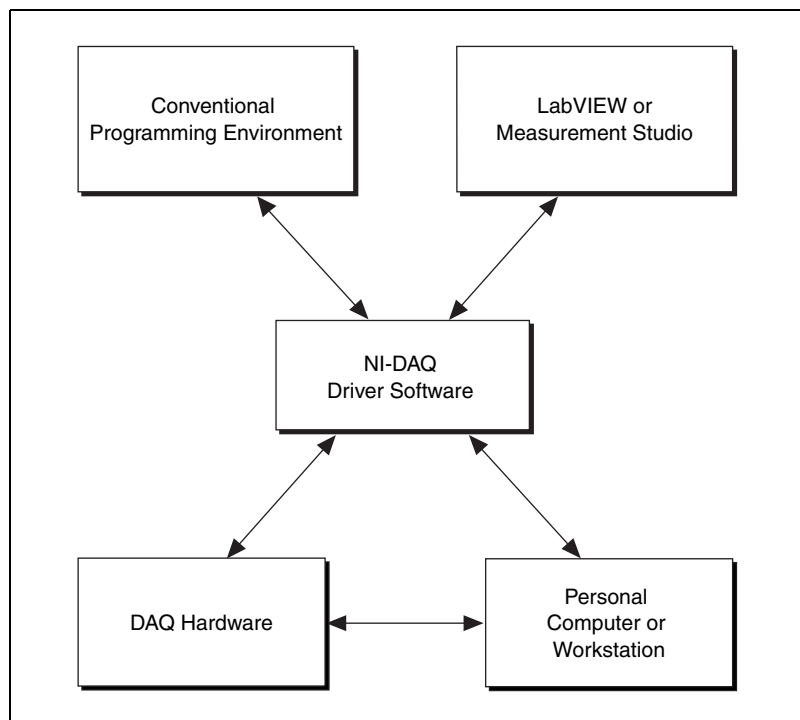 Conventional
Programming Environment
LabVIEW or
Measurement Studio
NI-DAQ
Driver Software
DAQ Hardware
Personal
Computer or
Workstation